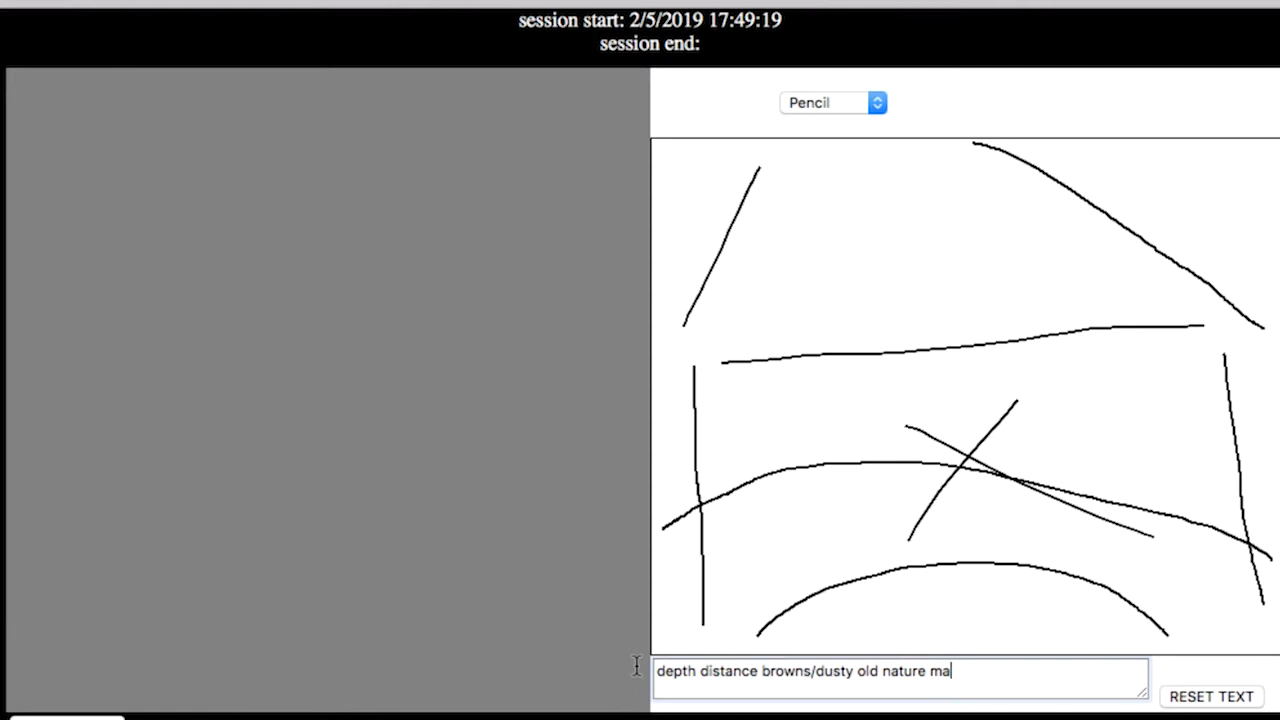 session start: 2/5/2019 17:49:19
session end:
Pencil
depth distance browns/dusty old nature ma
RESET TEXT